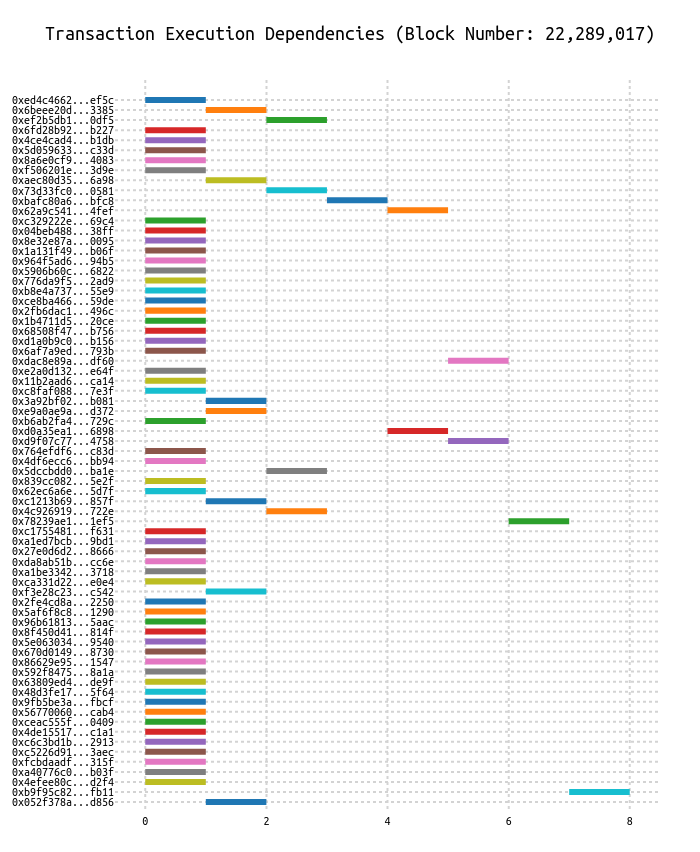 Transaction Execution Dependencies (Block Number: 22,289,017)
0xed4c4662...ef5c
0x6beee20d...3385
0xef2b5db1...0df5
0x6fd28b92...b227
0x4ce4cad4...b1db
0x5d059633...c33d
0x8a6e0cf9...4083
0xf506201e...3d9e
0xaec80d35...6a98
0x73d33fc0...0581
0xbafc80a6...bfc8
0x62a9c541...4fef
0xc329222e...69c4
0x04beb488...38ff
0x8e32e87a...0095
0x1a131f49...b06f
0x964f5ad6...94b5
0x5906b60c...6822
0x776da9f5...2ad9
0xb8e4a737...55e9
0xce8ba466...59de
0x2fb6dac1...496c
0x1b4711d5...20ce
0x68508f47...b756
0xd1a0b9c0...b156
0x6af7a9ed...793b
0xdac8e89a...df60
0xe2a0d132...e64f
0x11b2aad6...ca14
0xc8faf088...7e3f
0x3a92bf02...b081
0xe9a0ae9a...d372
0xb6ab2fa4...729c
0xd0a35ea1...6898
0xd9f07c77...4758
0x764efdf6...c83d
0x4df6ecc6...bb94
0x5dccbdd0...ba1e
0x839cc082...5e2f
0x62ec6a6e...5d7f
0xc1213b69...857f
0x4c926919...722e
0x78239ae1...1ef5
0xc1755481...f631
0xa1ed7bcb...9bd1
0x27e0d6d2...8666
0xda8ab51b...cc6e
0xa1be3342...3718
0xca331d22...e0e4
0xf3e28c23...c542
0x2fe4cd8a...2250
0x5af6f8c8...1290
0x96b61813...5aac
0x8f450d41...814f
0x5e063034...9540
0x670d0149...8730
0x86629e95...1547
0x592f8475...8a1a
0x63809ed4...de9f
0x48d3fe17...5f64
0x9fb5be3a...fbcf
0x56770060...cab4
0xceac555f...0409
0x4de15517...c1a1
0xc6c3bd1b...2913
0xc5226d91...3aec
0xfcbdaadf...315f
0xa40776c0...b03f
0x4efee80c...d2f4
0xb9f95c82...fb11
0x052f378a...d856
0 2 4 6 8